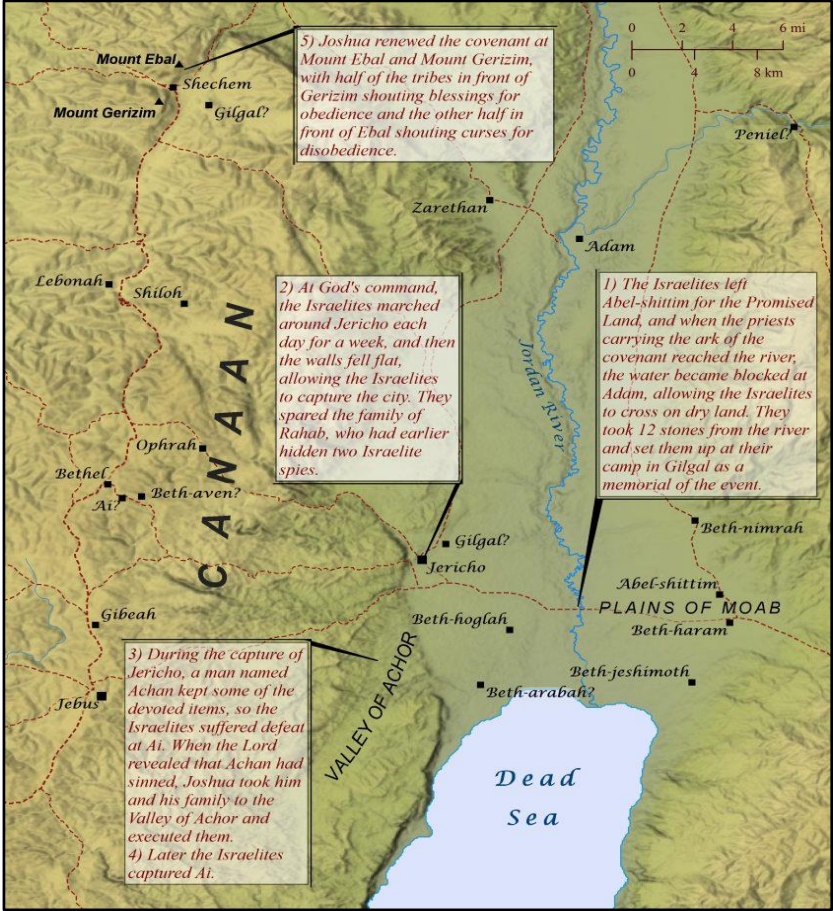 Mount Ebal
Shechem
Mount Gerizim
Gilgal?
5) Joshua renewed the covenant at
Mount Ebal and Mount Gerizim,
with half of the tribes in front of
Gerizim shouting blessings for
obedience and the other half in
front of Ebal shouting curses for
disobedience.
0 2 4 6 mi
0 4 8 km
Peniel?
Zarethan
Adam
Lebonah
Shiloh
2) At God's command,
the Israelites marched
around Jericho each
day for a week, and then
the walls fell flat,
allowing the Israelites
to capture the city. They
spared the family of
Rahab, who had earlier
hidden two Israelite
spies.
Jordan River
1) The Israelites left
Abel-shittim for the Promised
Land, and when the priests
carrying the ark of the
covenant reached the river,
the water became blocked at
Adam, allowing the Israelites
to cross on dry land. They
took 12 stones from the river
and set them up at their
camp in Gilgal as a
memorial of the event.
CANAAN
Ophrah
Bethel
Ai?
Beth-aven?
Beth-nimrah
Gilgal?
Jericho
Abel-shittim
PLAINS OF MOAB
Beth-haram
Gibeah
Beth-hoglah
3) During the capture of
Jericho, a man named
Achan kept some of the
devoted items, so the
Israelites suffered defeat
at Ai. When the Lord
revealed that Achan had
sinned, Joshua took him
and his family to the
Valley of Achor and
executed them.
4) Later the Israelites
captured Ai.
VALLEY OF ACHOR
Jebus
Beth-arabah?
Beth-jeshimoth
Dead
Sea